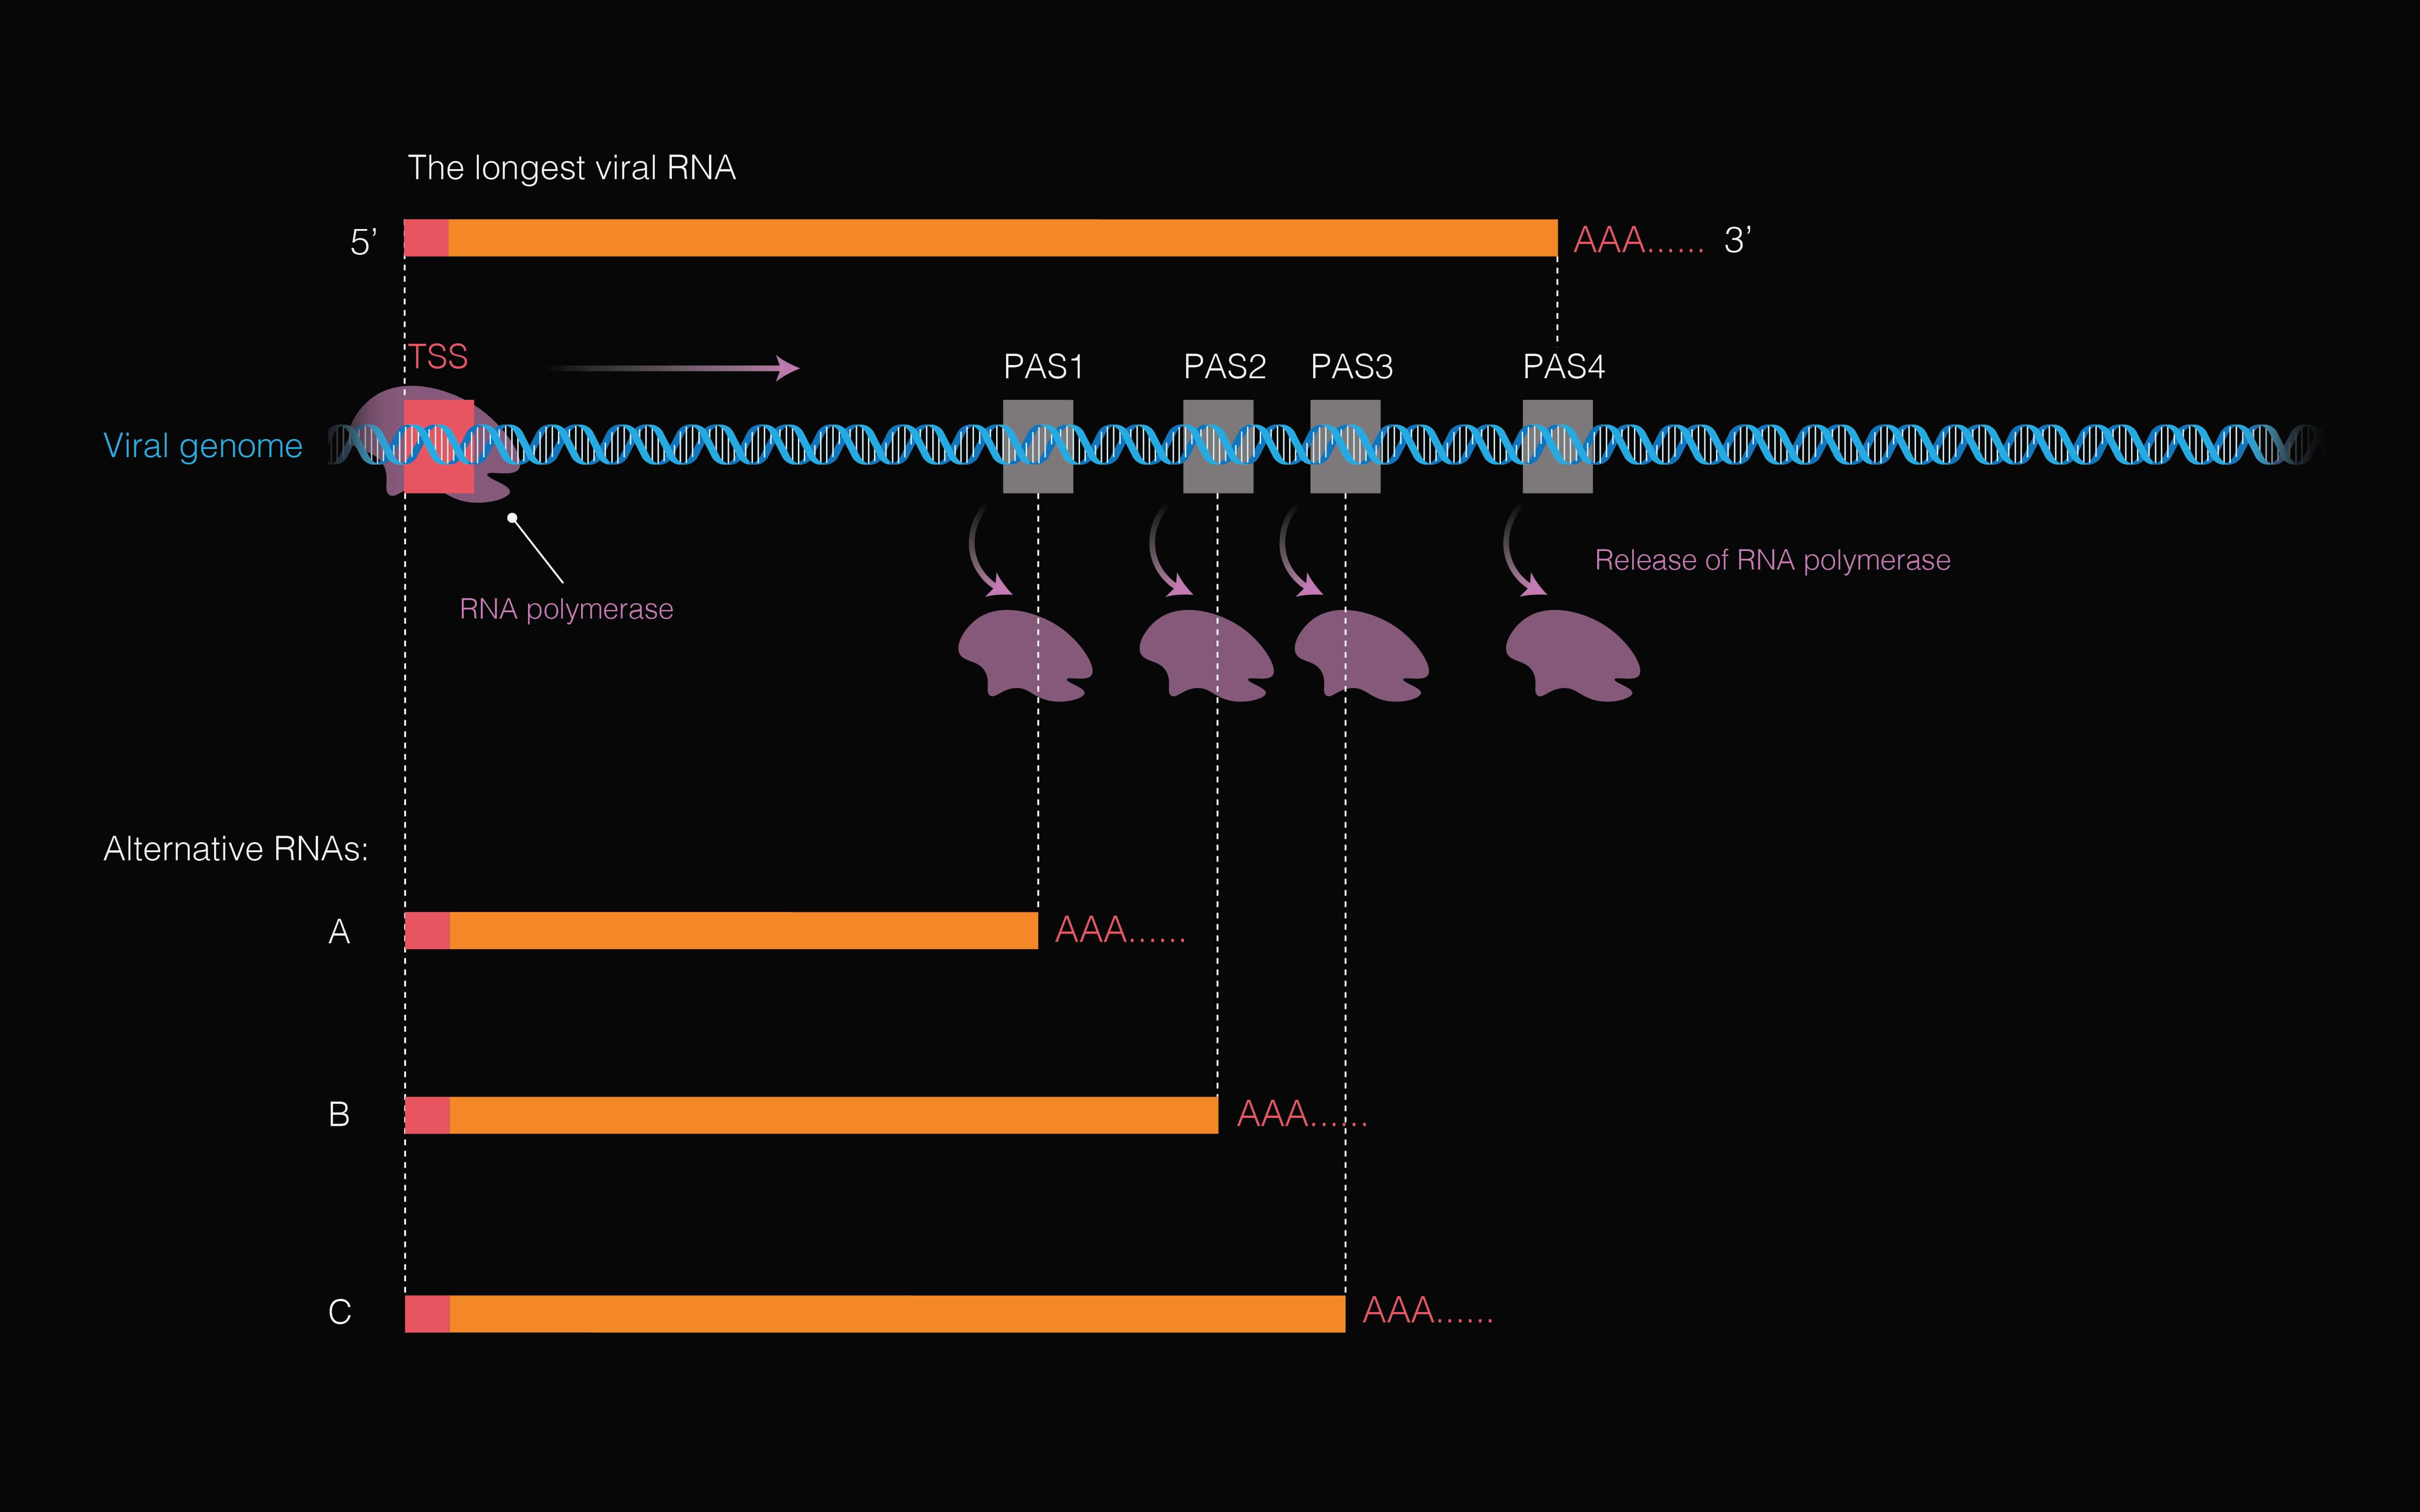 The longest viral RNA
5’
AAA...... 3’
TSS
PAS1
PAS2
PAS3
PAS4
Viral genome
Release of RNA polymerase
RNA polymerase
Alternative RNAs:
A
AAA......
B
AAA......
C
AAA......